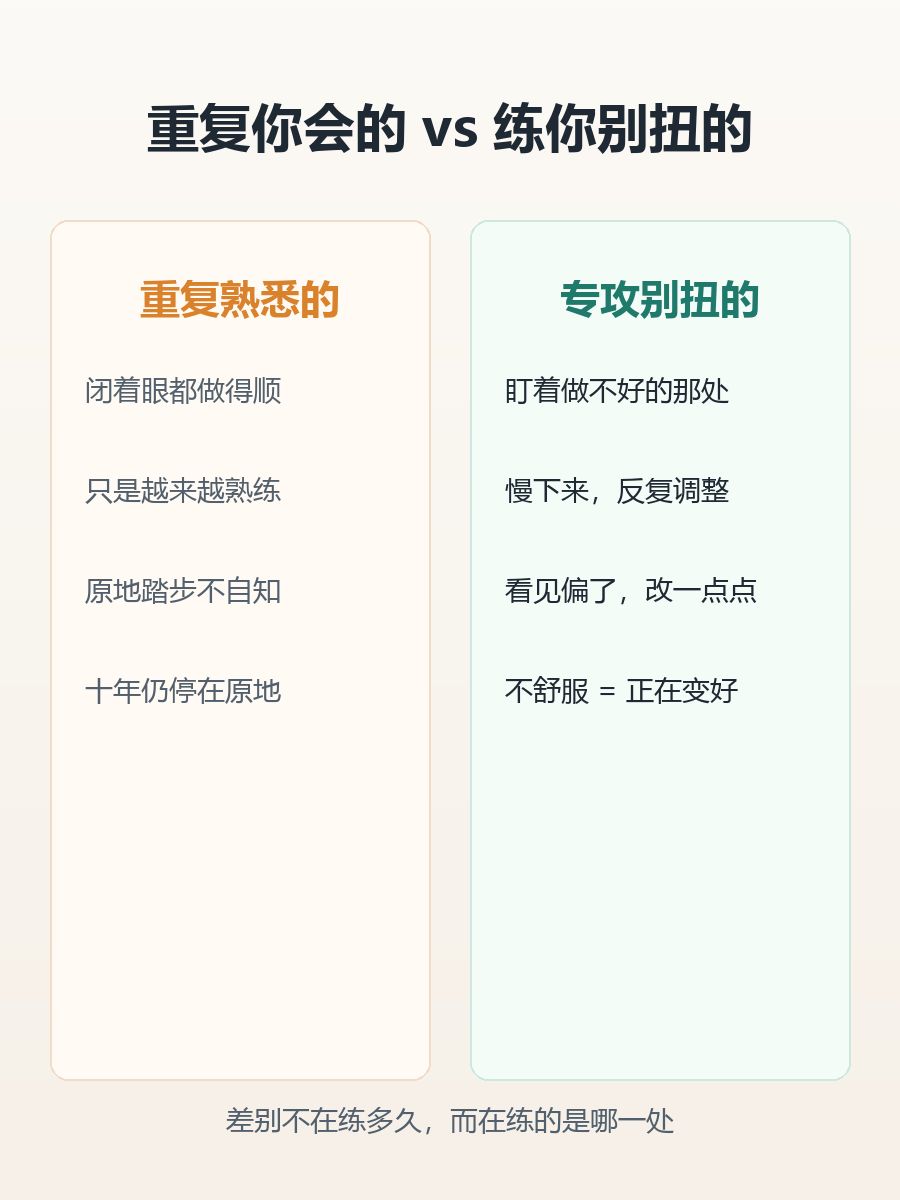 重复你会的 vs 练你别扭的
重复熟悉的
闭着眼都做得顺
只是越来越熟练
原地踏步不自知
十年仍停在原地
专攻别扭的
盯着做不好的那处
慢下来，反复调整
看见偏了，改一点点
不舒服 = 正在变好
差别不在练多久，而在练的是哪一处